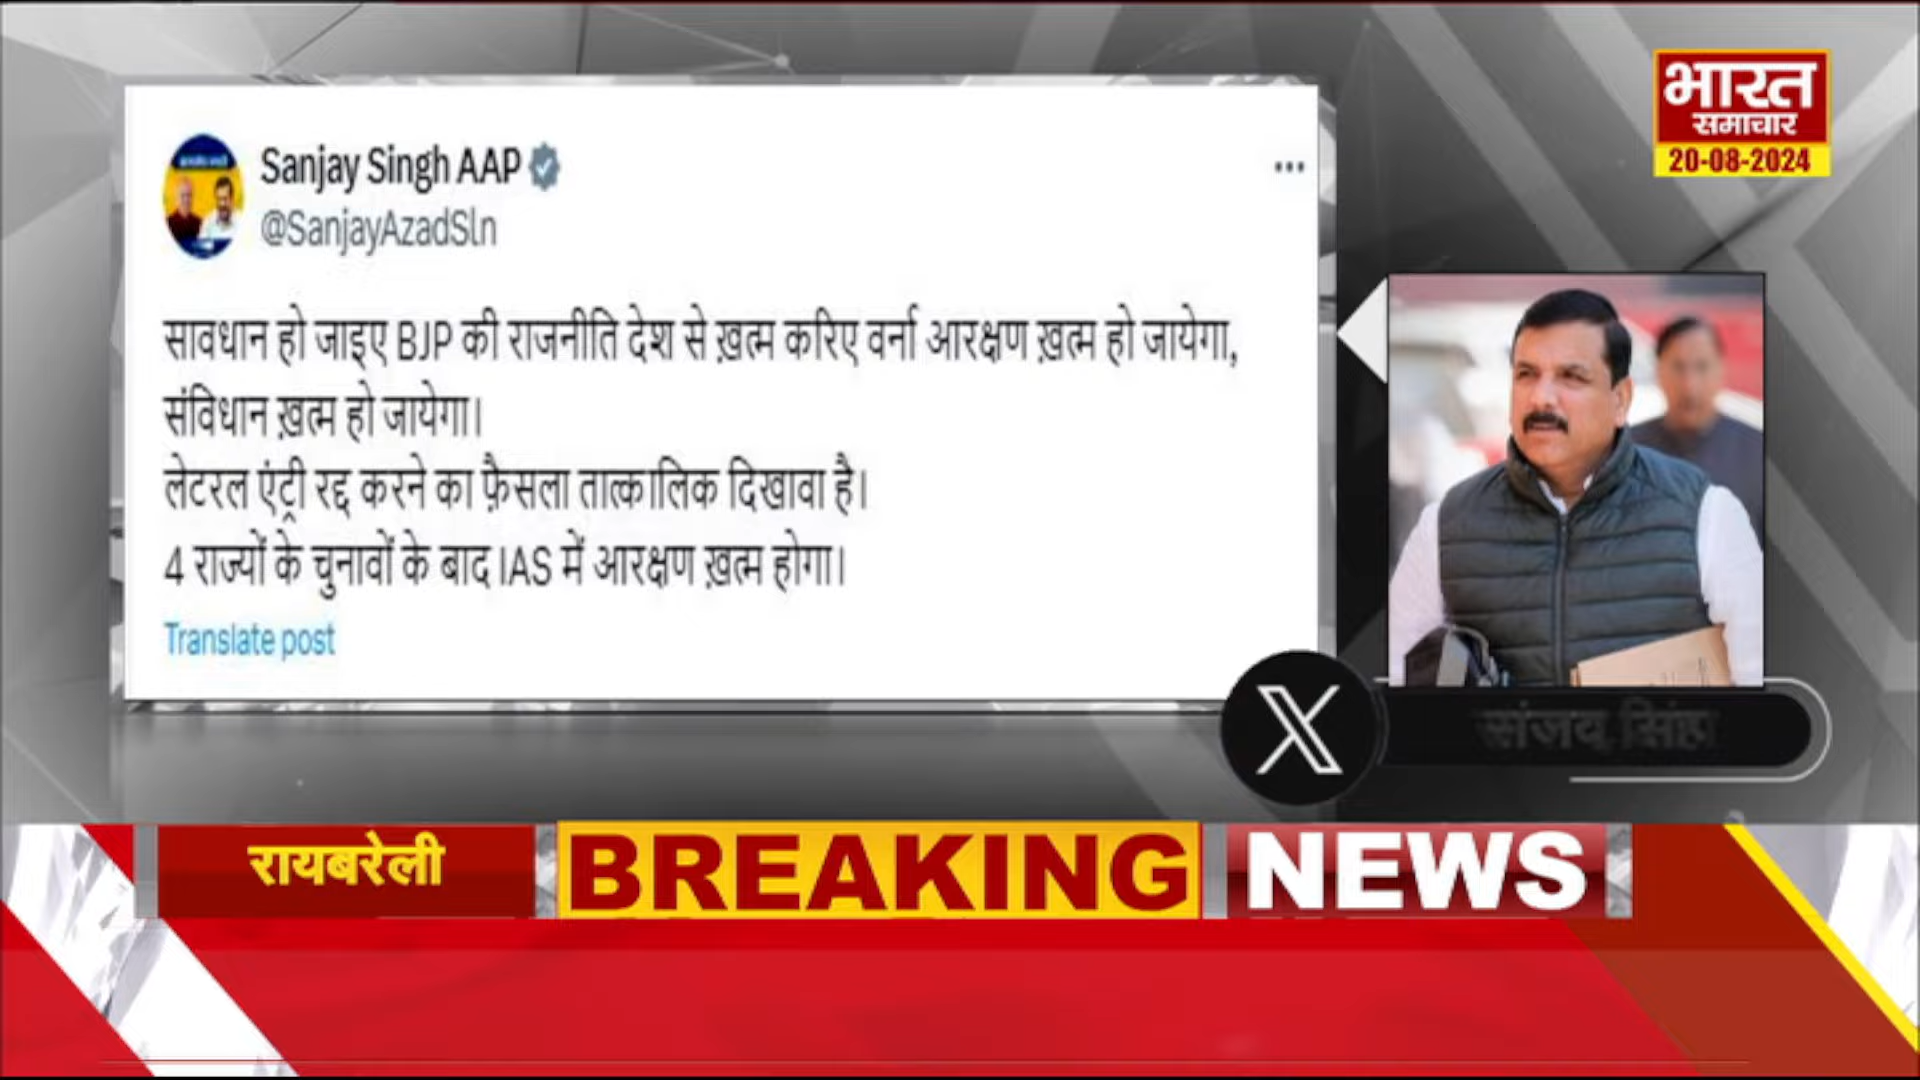 Sanjay Singh AAP
@SanjayAzadSln
सावधान हो जाइए BJP की राजनीति देश से ख़त्म करिए वर्ना आरक्षण ख़त्म हो जायेगा,
संविधान ख़त्म हो जायेगा।
लेटरल एंट्री रद्द करने का फ़ैसला तात्कालिक दिखावा है।
4 राज्यों के चुनावों के बाद IAS में आरक्षण ख़त्म होगा।
Translate post
भारत
समाचार
20-08-2024
संजय सिंह
रायबरेली
BREAKING NEWS